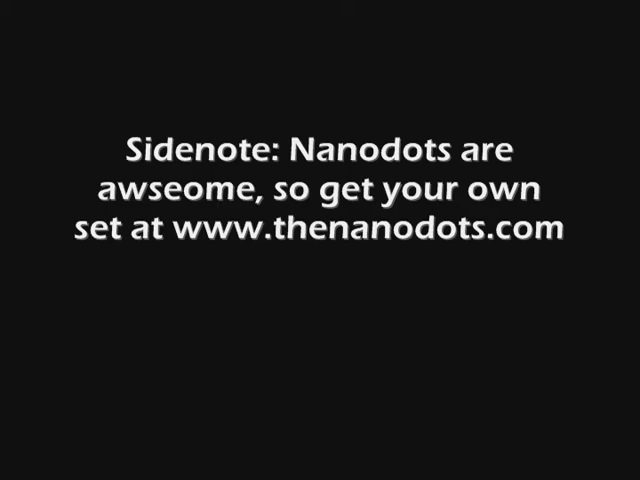 Sidenote: Nanodots are
awseome, so get your own
set at www.thenanodots.com